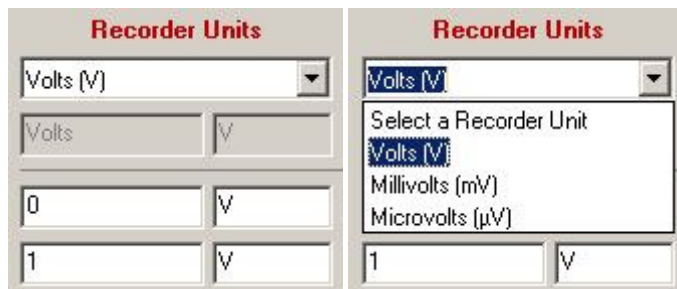 Recorder Units
Volts (V)
Volts V
0 V
1 V
Recorder Units
Volts (V)
Select a Recorder Unit
Volts (V)
Millivolts (mV)
Microvolts (µV)
1 V